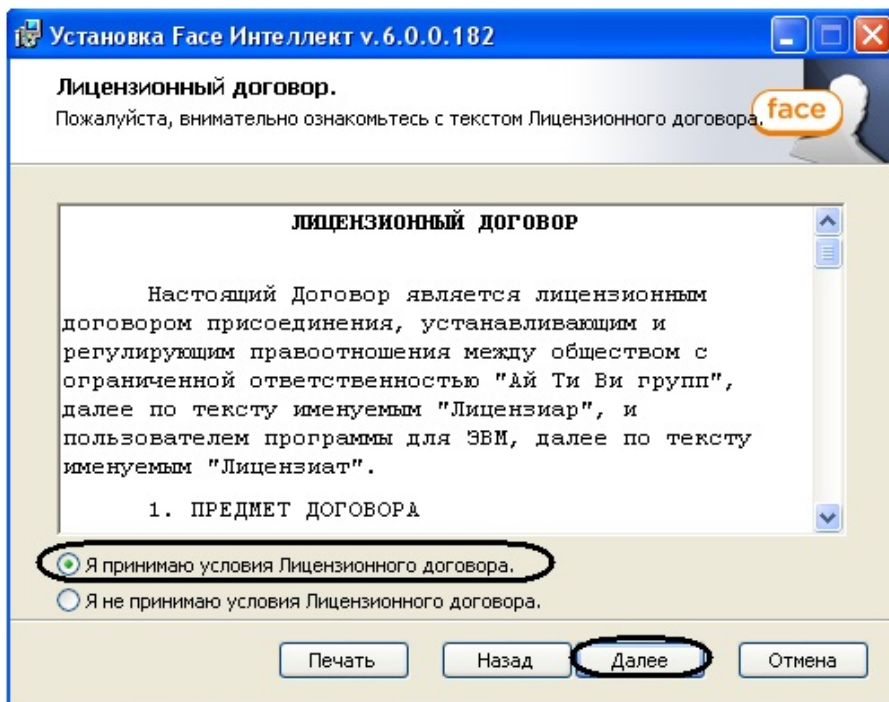 Установка Face Интеллект v.6.0.0.182
Лицензионный договор.
Пожалуйста, внимательно ознакомьтесь с текстом Лицензионного договора.
face
ЛИЦЕНЗИОННЫЙ ДОГОВОР
Настоящий Договор является лицензионным
договором присоединения, устанавливающим и
регулирующим правоотношения между обществом с
ограниченной ответственностью "Ай Ти Ви групп",
далее по тексту именуемым "Лицензиар", и
пользователем программы для ЭВМ, далее по тексту
именуемым "Лицензиат".
1. ПРЕДМЕТ ДОГОВОРА
Я принимаю условия Лицензионного договора.
Я не принимаю условия Лицензионного договора.
Печать Назад Далее Отмена